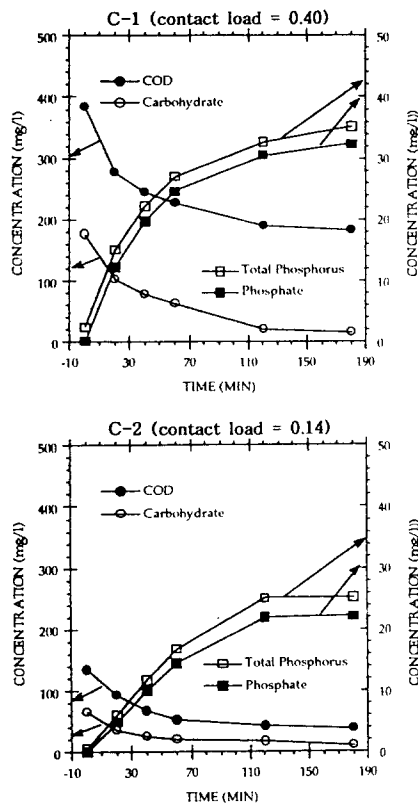 C-1 (contact load = 0.40)
500
400
300
200
100
0
CONCENTRATION (mg/l)
COD
Carbohydrate
Total Phosphorus
Phosphate
50
40
30
20
10
0
CONCENTRATION (mg/l)
-10 30 70 110 150 190
TIME (MIN)
C-2 (contact load = 0.14)
500
400
300
200
100
0
CONCENTRATION (mg/l)
COD
Carbohydrate
Total Phosphorus
Phosphate
50
40
30
20
10
0
CONCENTRATION (mg/l)
-10 30 70 110 150 190
TIME (MIN)